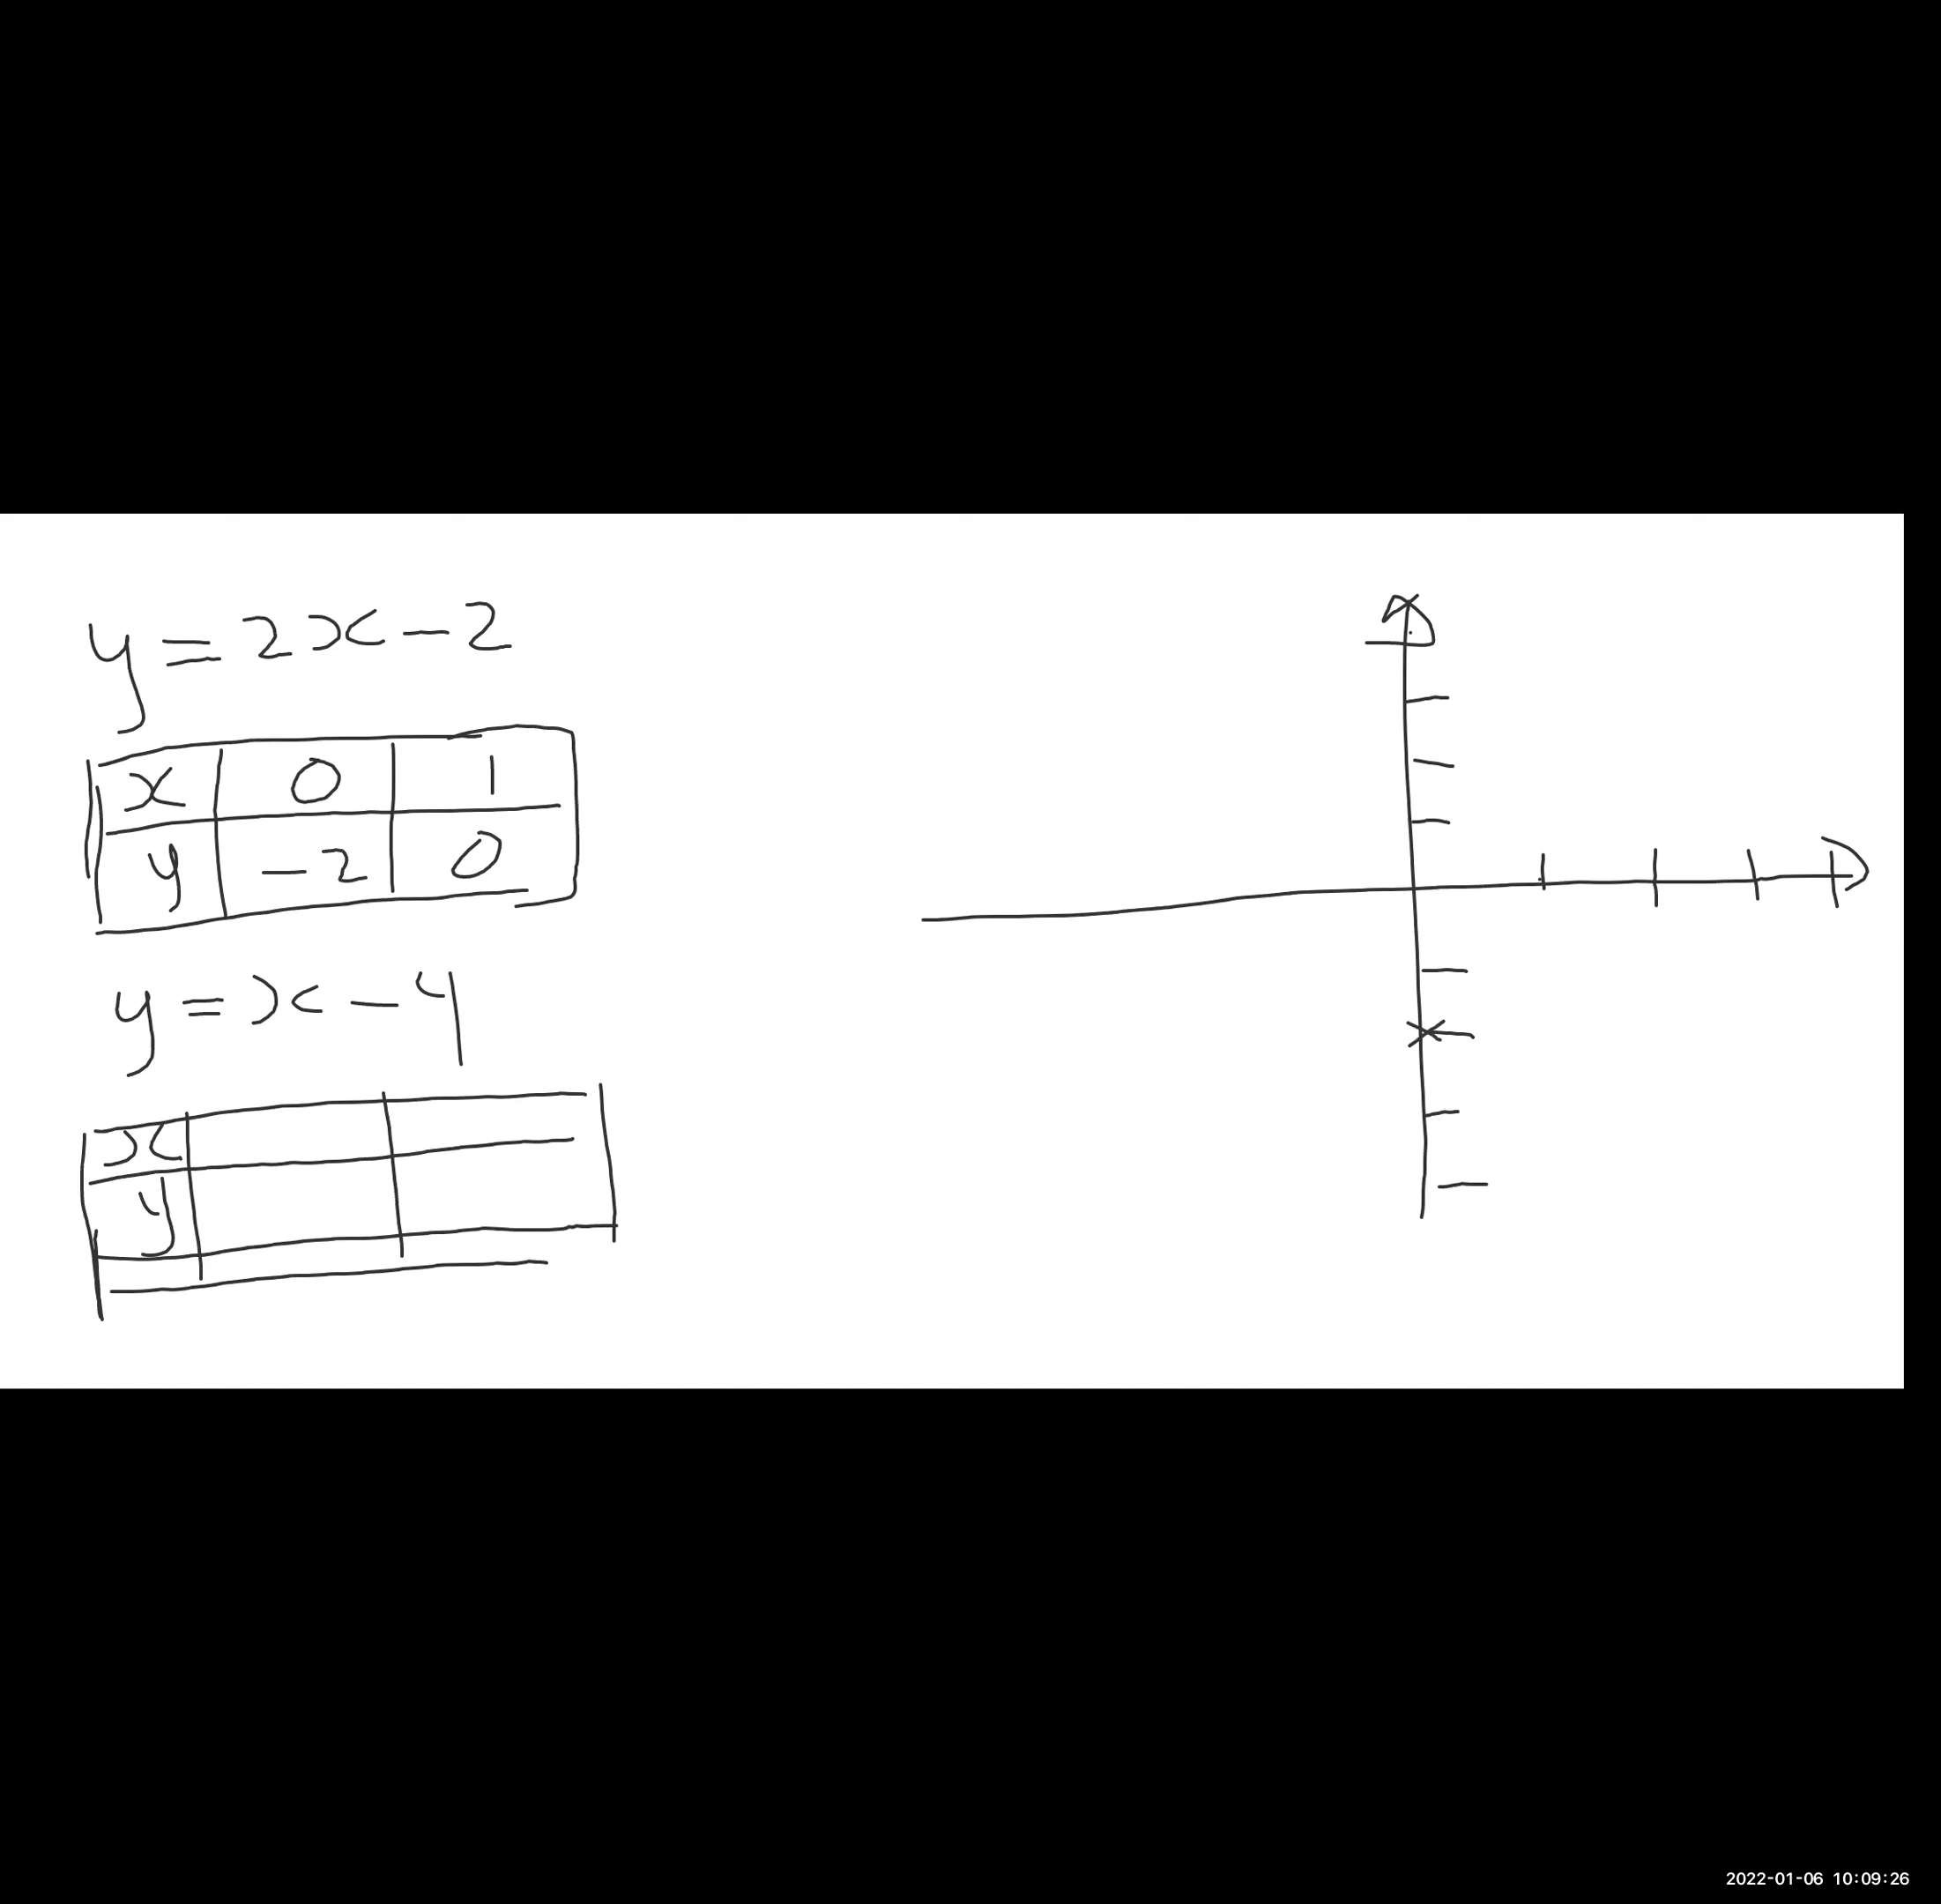 y = 2x - 2
x 0 1
y -2 0
y = x - 4
x
y
2022-01-06 10:09:26